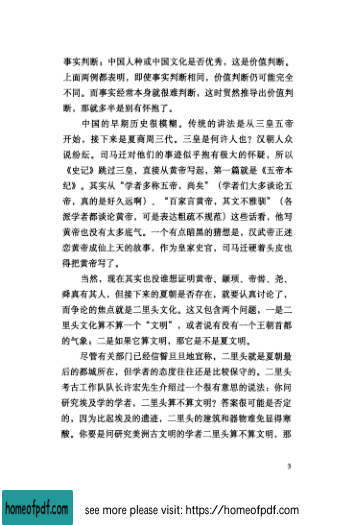 事实判断；中国人种或中国文化是否优秀，这是价值判断。
上面两例都表明，即使事实判断相同，价值判断仍可能完全
不同。而事实经常本身就很难判断，这时贸然推导出价值判
断，那就多半是别有怀抱了。
中国的早期历史很模糊。传统的讲法是从三皇五帝
开始，接下来是夏商周三代。三皇是何许人也？汉朝人众
说纷纭。司马迁对他们的事迹似乎抱有很大的怀疑，所以
《史记》跳过三皇，直接从黄帝写起，第一篇就是《五帝本
纪》。其实从“学者多称五帝，尚矣”（学者们大多谈论五
帝，真的是好久远啊）、“百家言黄帝，其文不雅驯”（各
派学者都谈论黄帝，可是表达粗疏不规范）这些话看，他写
黄帝也没有太多底气。一个有点暗黑的猜想是，汉武帝正迷
恋黄帝成仙上天的故事，作为皇家史官，司马迁硬着头皮也
得把黄帝写了。
当然，现在其实也没谁想证明黄帝、颛顼、帝喾、尧、
舜真有其人，但接下来的夏朝是否存在，就要认真讨论了，
而争论的焦点就是二里头文化。这又包含两个问题，一是二
里头文化算不算一个“文明”，或者说有没有一个王朝首都
的气象；二是如果它算文明，那它是不是夏文明。
尽管有关部门已经信誓旦旦地宣称，二里头就是夏朝最
后的都城所在，但学者的态度往往还是比较保守的。二里头
考古工作队队长许宏先生介绍过一个很有意思的说法：你问
研究埃及学的学者，二里头算不算文明？答案很可能是否定
的，因为比起埃及的遗迹，二里头的建筑和器物难免显得寒
酸。你要是问研究美洲古文明的学者二里头算不算文明，那
3
homeofpdf.com
see more please visit: https://homeofpdf.com